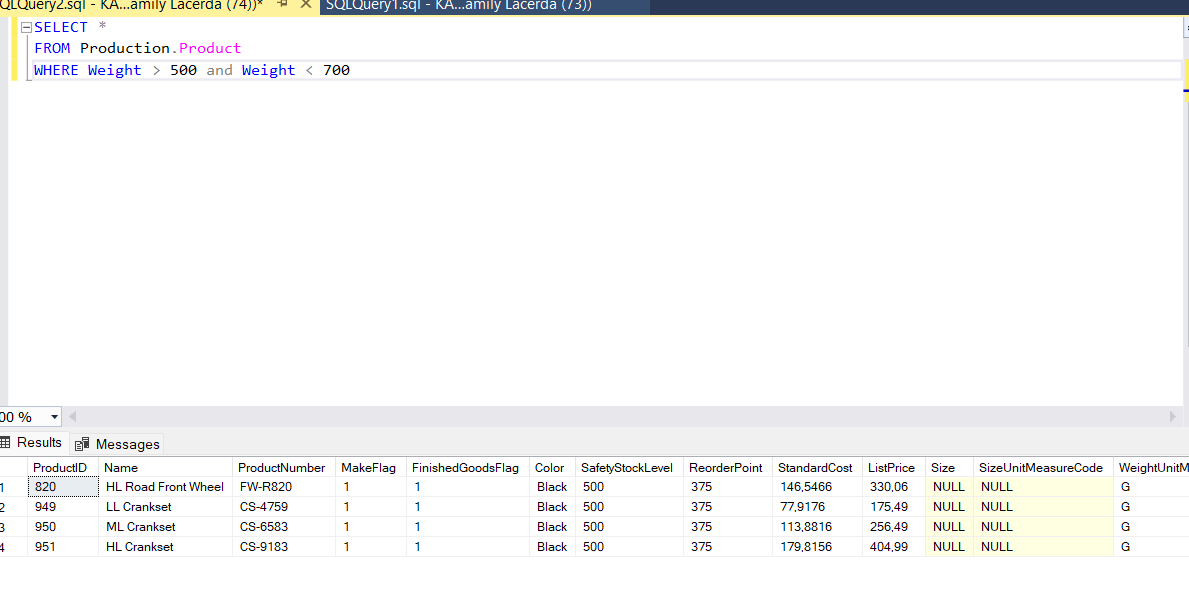 QLQuery2.sql - KA...amily Lacerda (74))* SQLQuery1.sql - KA...amily Lacerda (73))
SELECT *
FROM Production.Product
WHERE Weight > 500 and Weight < 700
00 %
Results Messages
ProductID Name ProductNumber MakeFlag FinishedGoodsFlag Color SafetyStockLevel ReorderPoint StandardCost ListPrice Size SizeUnitMeasureCode WeightUnitM
1 820 HL Road Front Wheel FW-R820 1 1 Black 500 375 146,5466 330,06 NULL NULL G
2 949 LL Crankset CS-4759 1 1 Black 500 375 77,9176 175,49 NULL NULL G
3 950 ML Crankset CS-6583 1 1 Black 500 375 113,8816 256,49 NULL NULL G
4 951 HL Crankset CS-9183 1 1 Black 500 375 179,8156 404,99 NULL NULL G